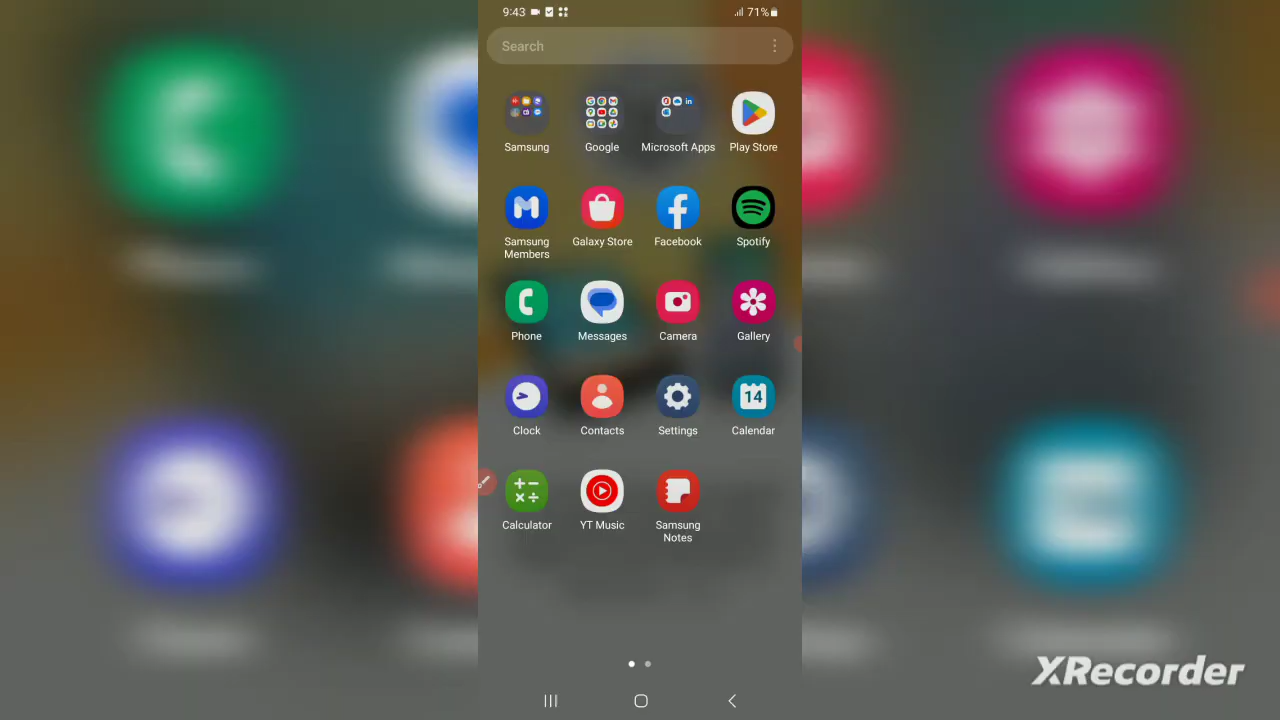 9:43
71%
Search
Samsung
Google
Microsoft Apps
Play Store
Samsung
Members
Galaxy Store
Facebook
Spotify
Phone
Messages
Camera
Gallery
Clock
Contacts
Settings
14
Calendar
Calculator
YT Music
Samsung
Notes
XRecorder